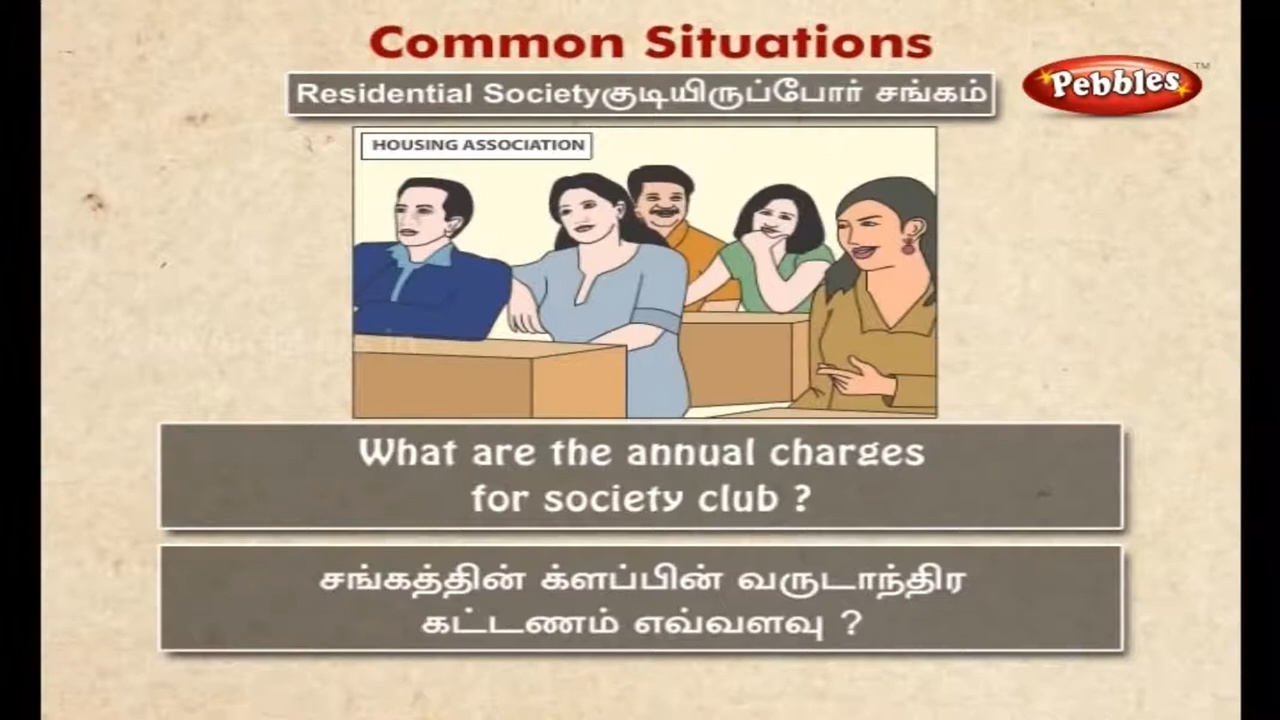 Common Situations
Residential Societyகுடியிருப்போர் சங்கம்
Pebbles™
HOUSING ASSOCIATION
What are the annual charges
for society club ?
சங்கத்தின் க்ளப்பின் வருடாந்திர
கட்டணம் எவ்வளவு ?